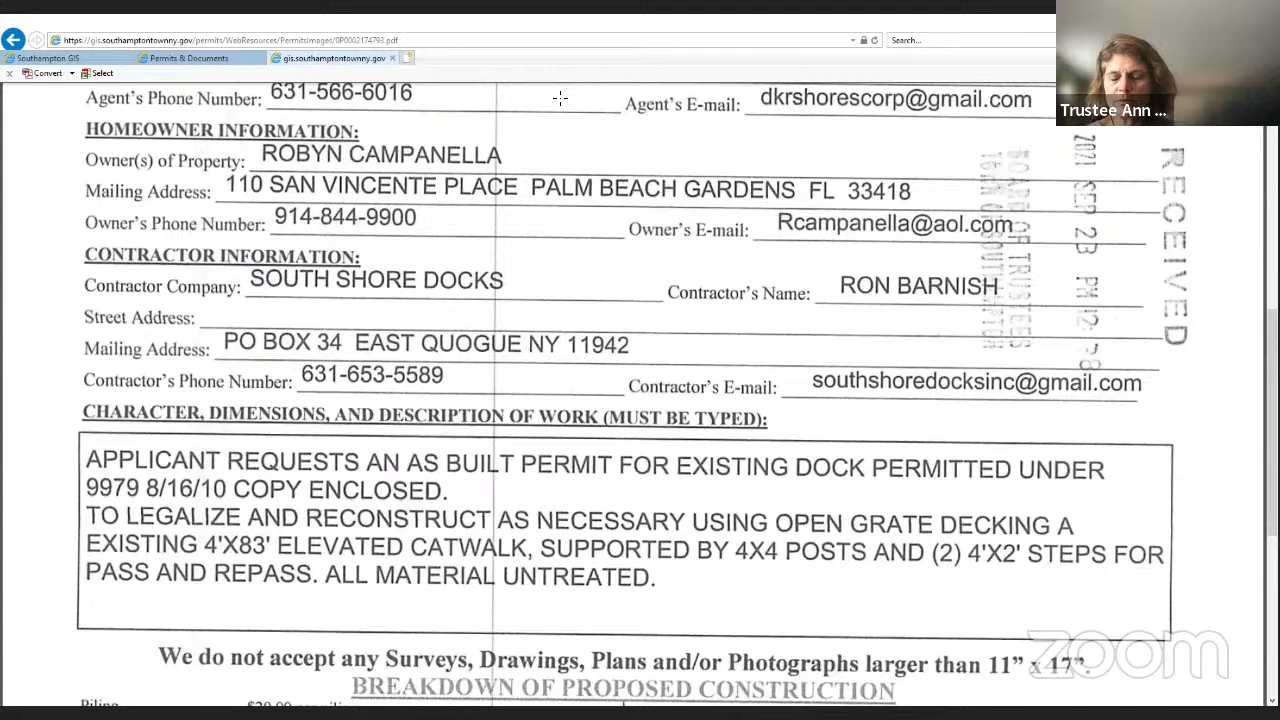 https://gis.southamptontownny.gov/permits/WebResources/PermitsImages/0P0002174793.pdf
Search...
Southampton GIS
Permits & Documents
gis.southamptontownny.gov
Convert
Select
Agent's Phone Number: 631-566-6016 Agent's E-mail: dkrshorescorp@gmail.com
Trustee Ann ...
HOMEOWNER INFORMATION:
Owner(s) of Property: ROBYN CAMPANELLA
Mailing Address: 110 SAN VINCENTE PLACE PALM BEACH GARDENS FL 33418
Owner's Phone Number: 914-844-9900 Owner's E-mail: Rcampanella@aol.com
CONTRACTOR INFORMATION:
Contractor Company: SOUTH SHORE DOCKS Contractor's Name: RON BARNISH
Street Address:
Mailing Address: PO BOX 34 EAST QUOGUE NY 11942
Contractor's Phone Number: 631-653-5589 Contractor's E-mail: southshoredocksinc@gmail.com
RECEIVED
2021 SEP 23 PM 12:
CHARACTER, DIMENSIONS, AND DESCRIPTION OF WORK (MUST BE TYPED):
APPLICANT REQUESTS AN AS BUILT PERMIT FOR EXISTING DOCK PERMITTED UNDER
9979 8/16/10 COPY ENCLOSED.
TO LEGALIZE AND RECONSTRUCT AS NECESSARY USING OPEN GRATE DECKING A
EXISTING 4'X83' ELEVATED CATWALK, SUPPORTED BY 4X4 POSTS AND (2) 4'X2' STEPS FOR
PASS AND REPASS. ALL MATERIAL UNTREATED.
We do not accept any Surveys, Drawings, Plans and/or Photographs larger than 11" x 17".
BREAKDOWN OF PROPOSED CONSTRUCTION
zoom